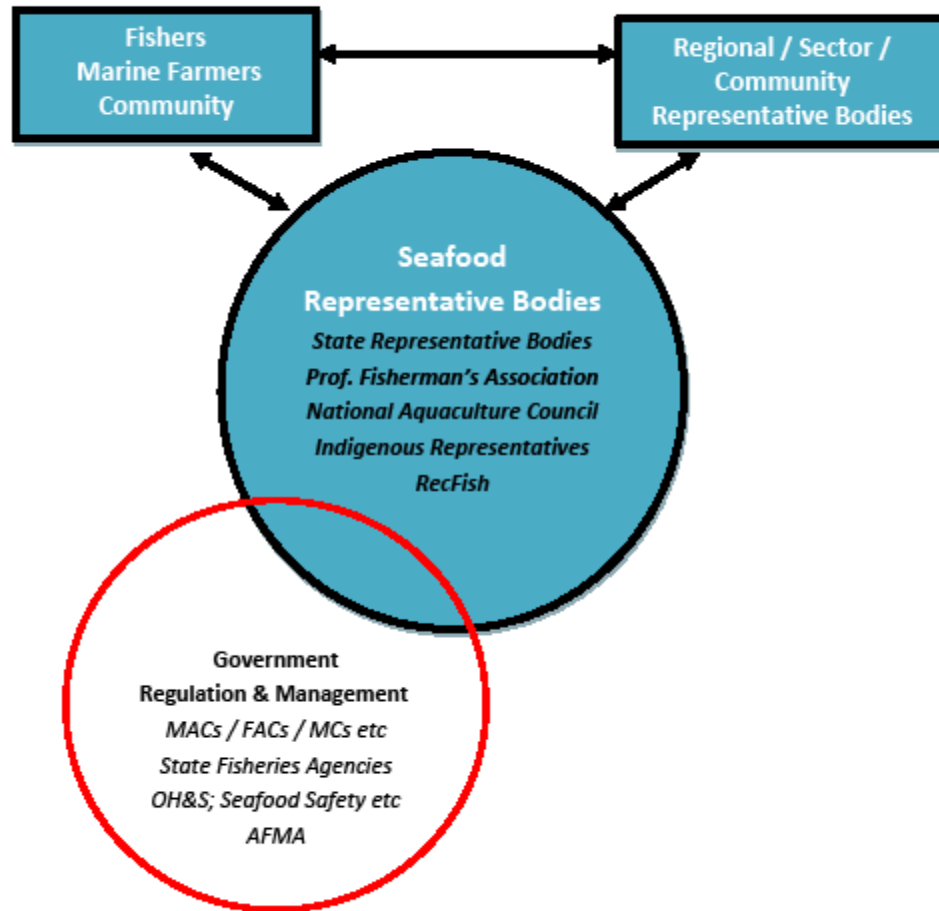 Fishers
Marine Farmers
Community
Regional / Sector /
Community
Representative Bodies
Seafood
Representative Bodies
State Representative Bodies
Prof. Fisherman's Association
National Aquaculture Council
Indigenous Representatives
RecFish
Government
Regulation & Management
MACs / FACs / MCs etc
State Fisheries Agencies
OH&S; Seafood Safety etc
AFMA